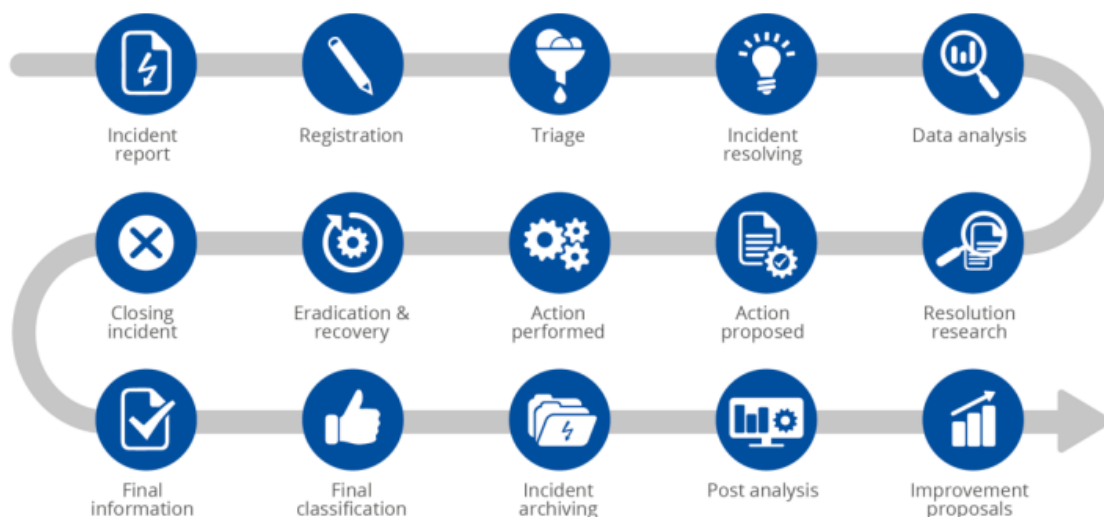 Incident
report
Registration
Triage
Incident
resolving
Data analysis
Closing
incident
Eradication &
recovery
Action
performed
Action
proposed
Resolution
research
Final
information
Final
classification
Incident
archiving
Post analysis
Improvement
proposals